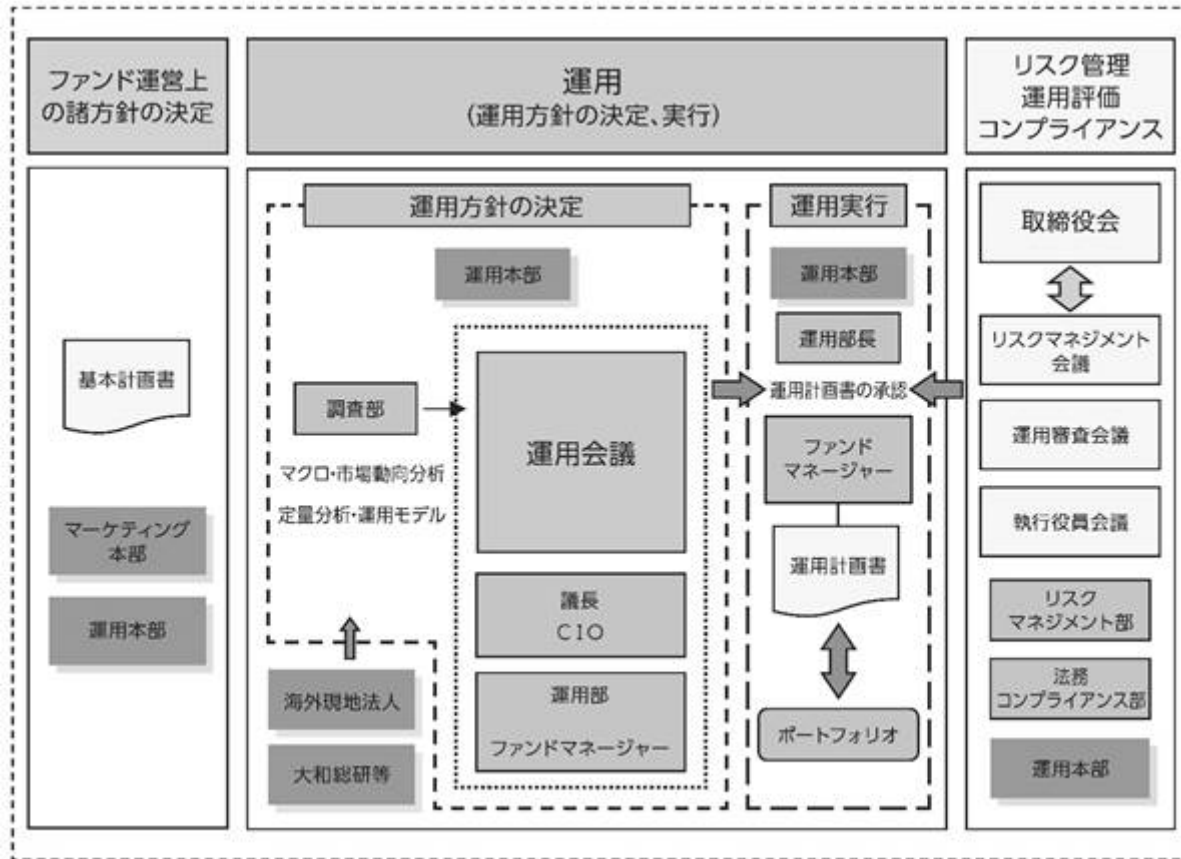 ファンド運営上
の諸方針の決定
運用
(運用方針の決定、実行)
リスク管理
運用評価
コンプライアンス
基本計画書
マーケティング
本部
運用本部
運用方針の決定
運用本部
調査部
マクロ・市場動向分析
定量分析・運用モデル
海外現地法人
大和総研等
運用会議
議長
CIO
運用部
ファンドマネージャー
運用実行
運用本部
運用部長
運用計画書の承認
ファンド
マネージャー
運用計画書
ポートフォリオ
取締役会
リスクマネジメント
会議
運用審査会議
執行役員会議
リスク
マネジメント部
法務
コンプライアンス部
運用本部